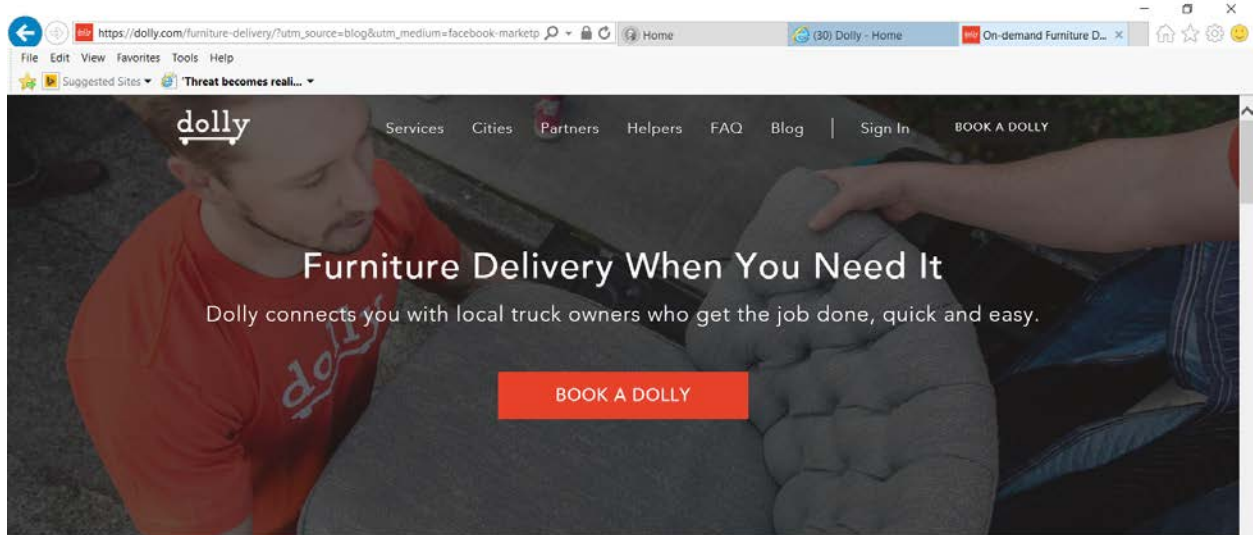 https://dolly.com/furniture-delivery/?utm_source=blog&utm_medium=facebook-marketp
Home
(30) Dolly - Home
dolly On-demand Furniture D...
File Edit View Favorites Tools Help
Suggested Sites 'Threat becomes reali...
dolly
Services Cities Partners Helpers FAQ Blog | Sign In BOOK A DOLLY
Furniture Delivery When You Need It
Dolly connects you with local truck owners who get the job done, quick and easy.
dolly
BOOK A DOLLY